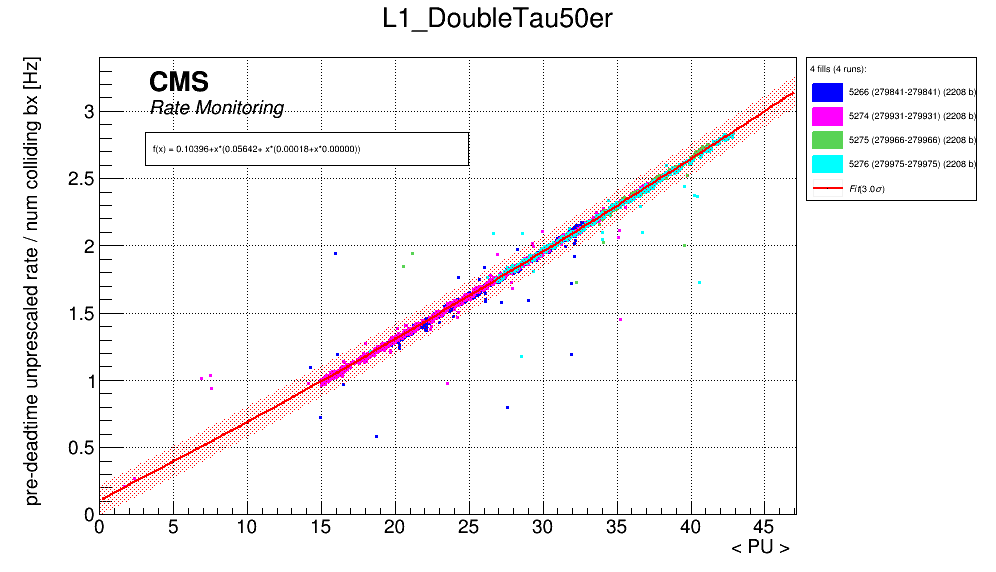 L1_DoubleTau50er
pre-deadtime unprescaled rate / num colliding bx [Hz]
CMS
Rate Monitoring
f(x) = 0.10396+x*(0.05642+ x*(0.00018+x*0.00000))
4 fills (4 runs):
5266 (279841-279841) (2208 b)
5274 (279931-279931) (2208 b)
5275 (279966-279966) (2208 b)
5276 (279975-279975) (2208 b)
Fit(3.0σ)
3
2.5
2
1.5
1
0.5
0
0 5 10 15 20 25 30 35 40 45
< PU >